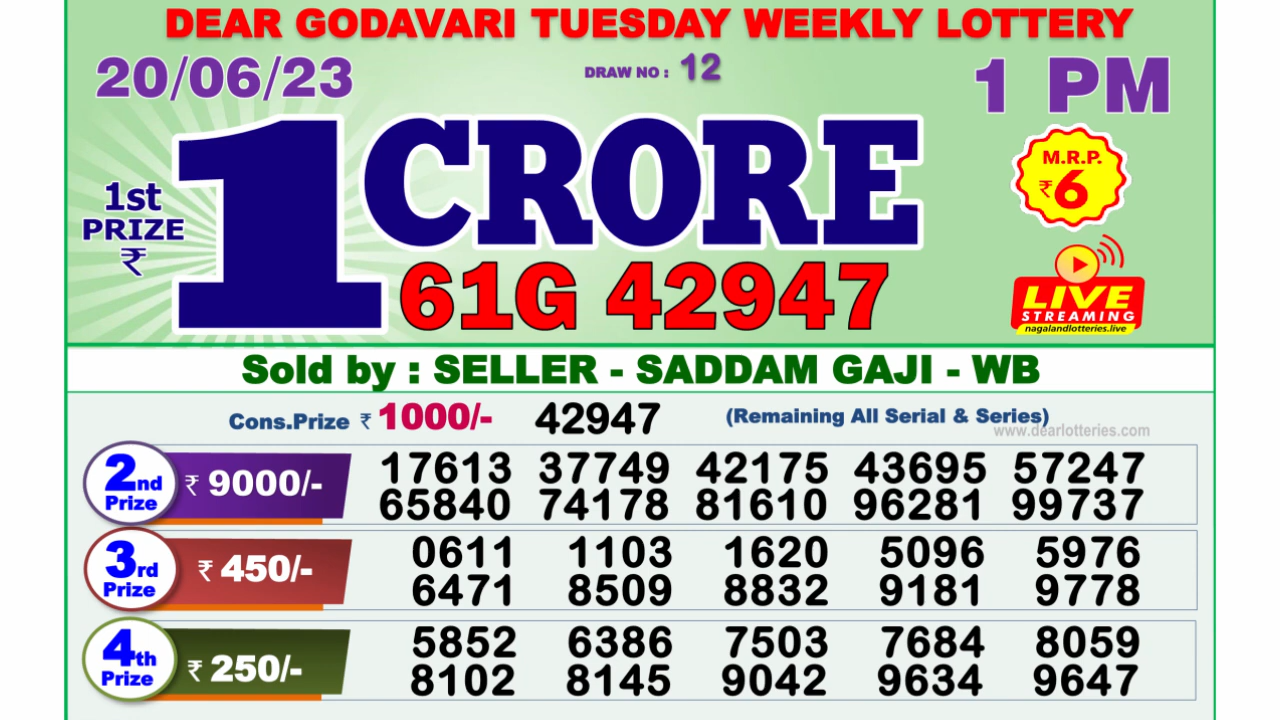 DEAR GODAVARI TUESDAY WEEKLY LOTTERY
20/06/23 DRAW NO : 12 1 PM
1st PRIZE ₹
1 CRORE
61G 42947
M.R.P.
₹6
LIVE
STREAMING
nagalandlotteries.live
Sold by : SELLER - SADDAM GAJI - WB
Cons.Prize ₹ 1000/- 42947 (Remaining All Serial & Series)
www.dearlotteries.com
2nd Prize ₹ 9000/-
17613 37749 42175 43695 57247
65840 74178 81610 96281 99737
3rd Prize ₹ 450/-
0611 1103 1620 5096 5976
6471 8509 8832 9181 9778
4th Prize ₹ 250/-
5852 6386 7503 7684 8059
8102 8145 9042 9634 9647